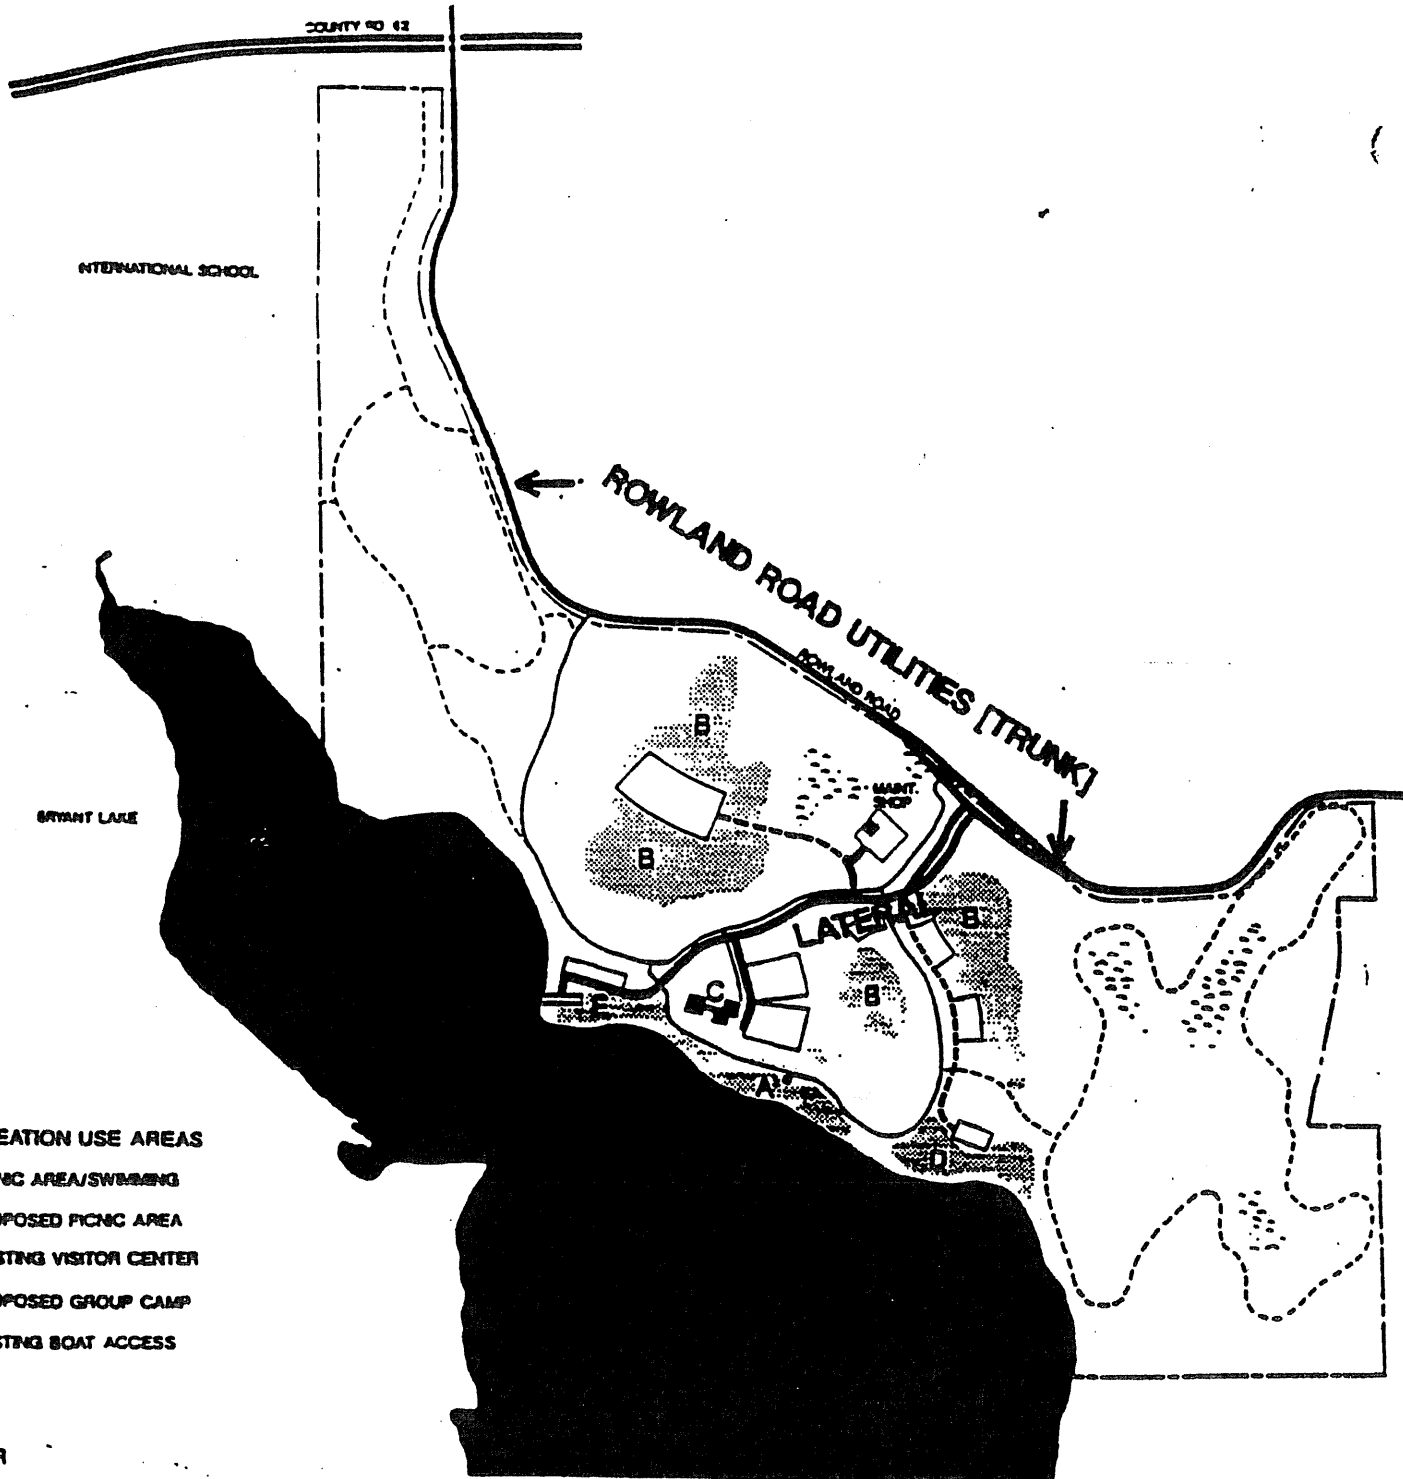 COUNTY RD 62
INTERNATIONAL SCHOOL
ROWLAND ROAD UTILITIES [TRUNK]
ROWLAND ROAD
B
MAINT.
SHOP
BRYANT LAKE
B
LATERAL
B
B
C
E
A
D
EATION USE AREAS
NIC AREA/SWIMMING
OPOSED PICNIC AREA
STING VISITOR CENTER
OPOSED GROUP CAMP
STING BOAT ACCESS
R